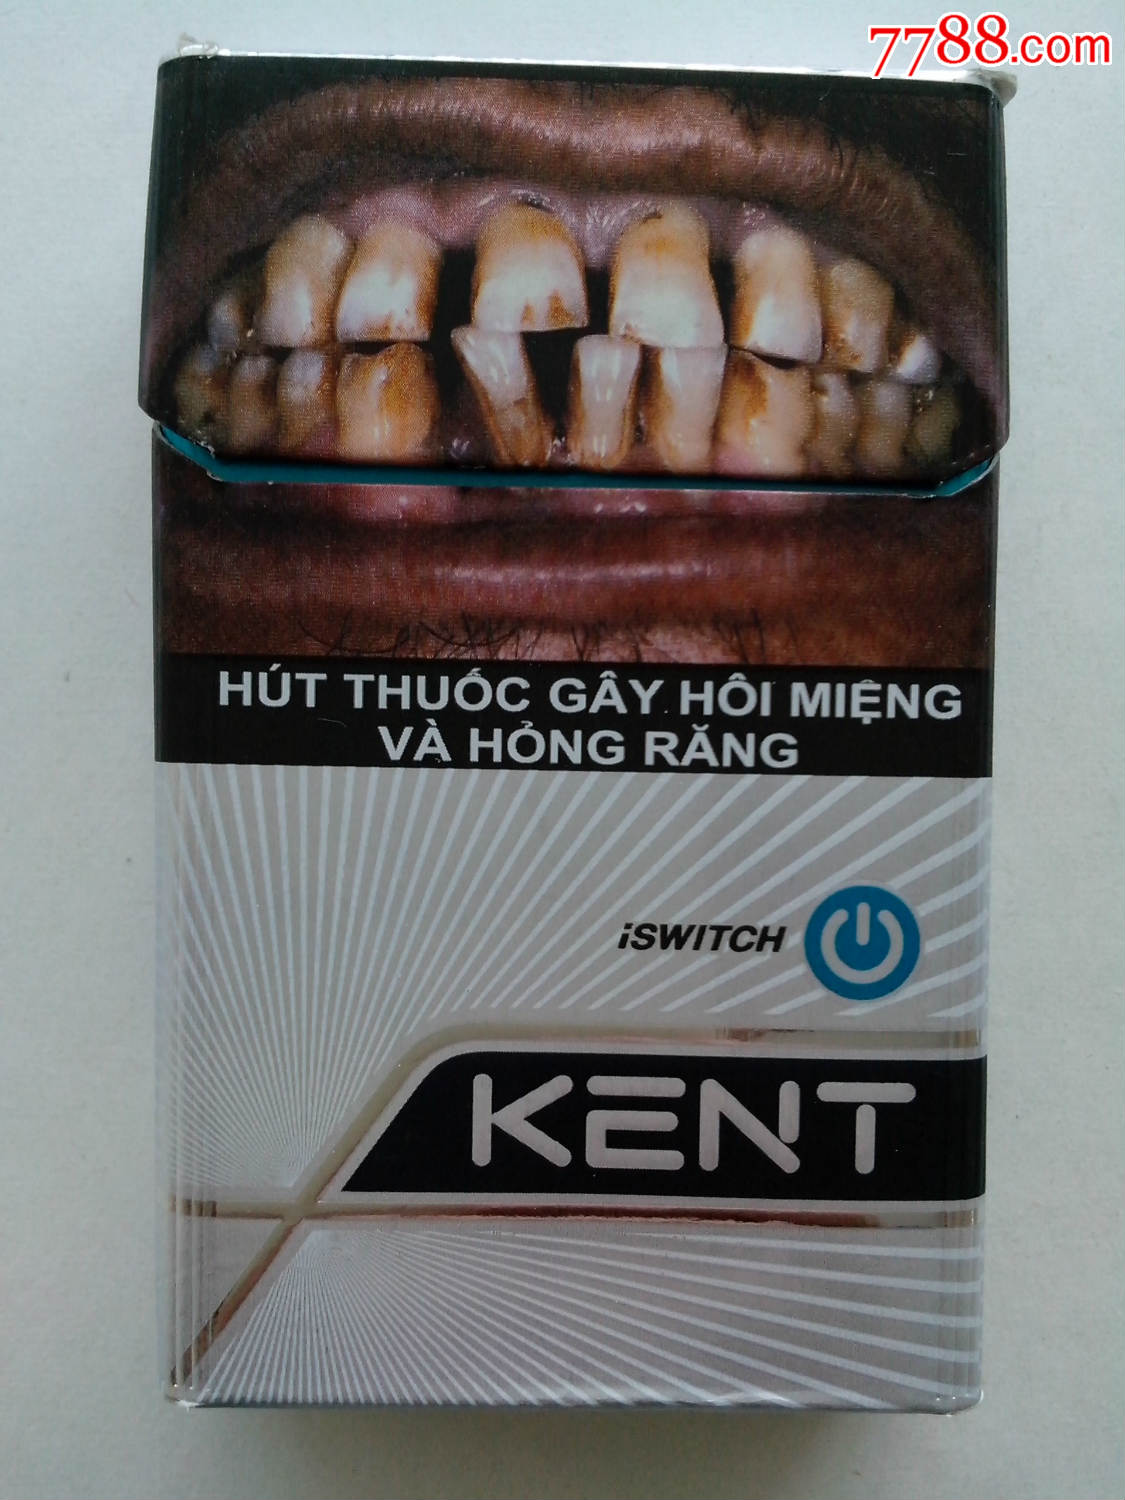 7788.com
HÚT THUỐC GÂY HÔI MIỆNG
VÀ HỎNG RĂNG
iSWITCH
KENT